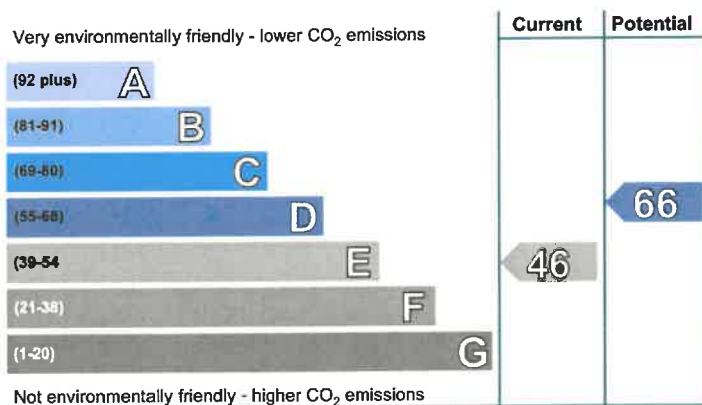 Current Potential
Very environmentally friendly - lower CO₂ emissions
(92 plus) A
(81-91) B
(69-80) C
(55-68) D
(39-54 E
(21-38) F
(1-20) G
46
66
Not environmentally friendly - higher CO₂ emissions